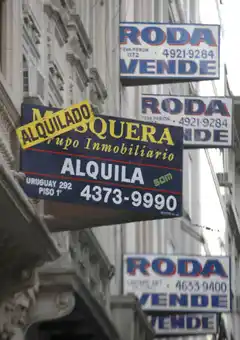 RODA
4921-9284
VENDE
RODA
4921-9284
VENDE
ALQUILADO
MOSQUERA
Grupo Inmobiliario
ALQUILA
URUGUAY 292
PISO 1°
4373-9990
RODA
4633-9400
VENDE
VENDE